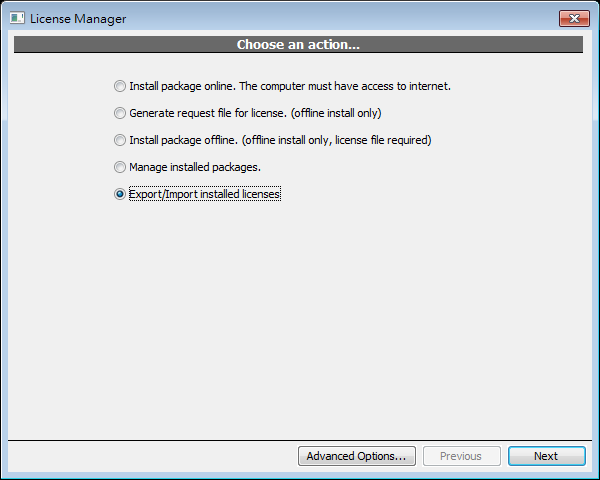 License Manager
Choose an action...
Install package online. The computer must have access to internet.
Generate request file for license. (offline install only)
Install package offline. (offline install only, license file required)
Manage installed packages.
Export/Import installed licenses
Advanced Options... Previous Next